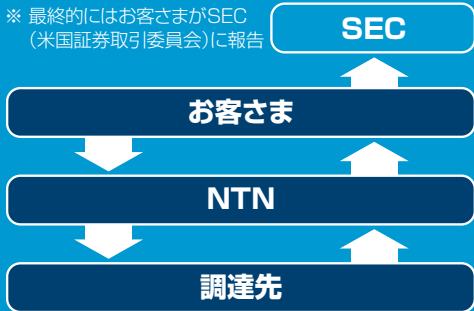 ※ 最終的にはお客さまがSEC
（米国証券取引委員会）に報告
SEC
お客さま
NTN
調達先